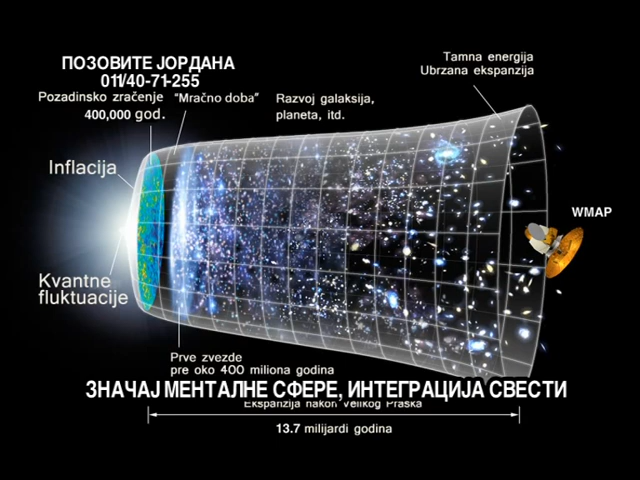 ПОЗОВИТЕ ЈОРДАНА
011/40-71-255
Pozadinsko zračenje
400,000 god.
"Mračno doba"
Razvoj galaksija,
planeta, itd.
Tamna energija
Ubrzana ekspanzija
Inflacija
WMAP
Kvantne
fluktuacije
Prve zvezde
pre oko 400 miliona godina
ЗНАЧАЈ МЕНТАЛНЕ СФЕРЕ, ИНТЕГРАЦИЈА СВЕСТИ
Ekspanzija nakon Velikog Praska
13.7 milijardi godina